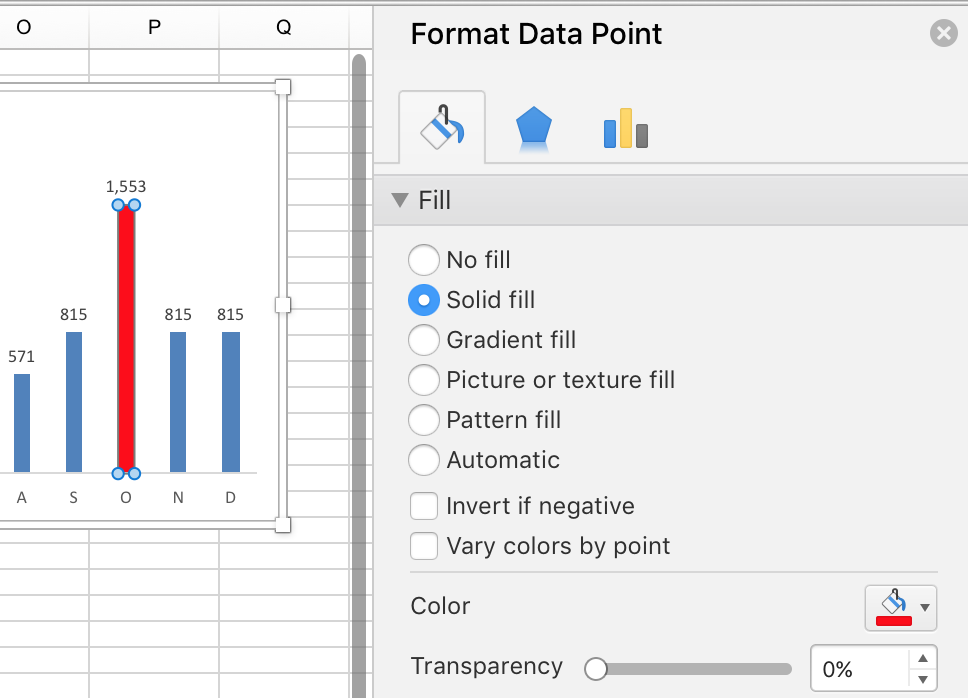 O P Q
Format Data Point
1,553
815 815 815
571
A S O N D
Fill
No fill
Solid fill
Gradient fill
Picture or texture fill
Pattern fill
Automatic
Invert if negative
Vary colors by point
Color
Transparency 0%